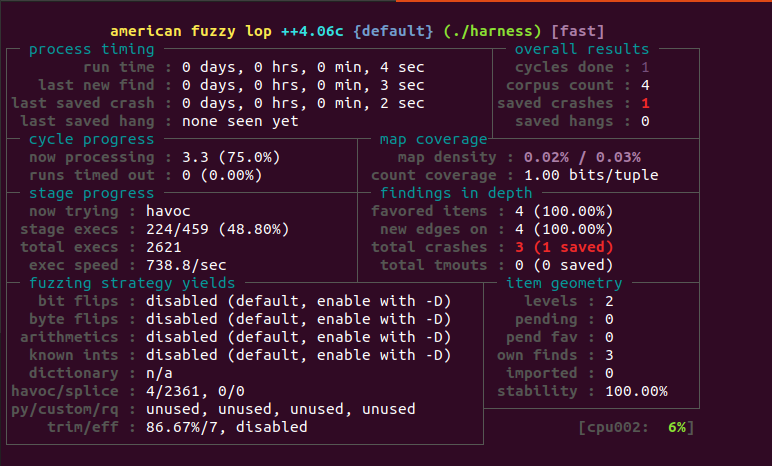 american fuzzy lop ++4.06c {default} (./harness) [fast]
process timing overall results
run time : 0 days, 0 hrs, 0 min, 4 sec cycles done : 1
last new find : 0 days, 0 hrs, 0 min, 3 sec corpus count : 4
last saved crash : 0 days, 0 hrs, 0 min, 2 sec saved crashes : 1
last saved hang : none seen yet saved hangs : 0
cycle progress map coverage
now processing : 3.3 (75.0%) map density : 0.02% / 0.03%
runs timed out : 0 (0.00%) count coverage : 1.00 bits/tuple
stage progress findings in depth
now trying : havoc favored items : 4 (100.00%)
stage execs : 224/459 (48.80%) new edges on : 4 (100.00%)
total execs : 2621 total crashes : 3 (1 saved)
exec speed : 738.8/sec total tmouts : 0 (0 saved)
fuzzing strategy yields item geometry
bit flips : disabled (default, enable with -D) levels : 2
byte flips : disabled (default, enable with -D) pending : 0
arithmetics : disabled (default, enable with -D) pend fav : 0
known ints : disabled (default, enable with -D) own finds : 3
dictionary : n/a imported : 0
havoc/splice : 4/2361, 0/0 stability : 100.00%
py/custom/rq : unused, unused, unused, unused
trim/eff : 86.67%/7, disabled [cpu002: 6%]